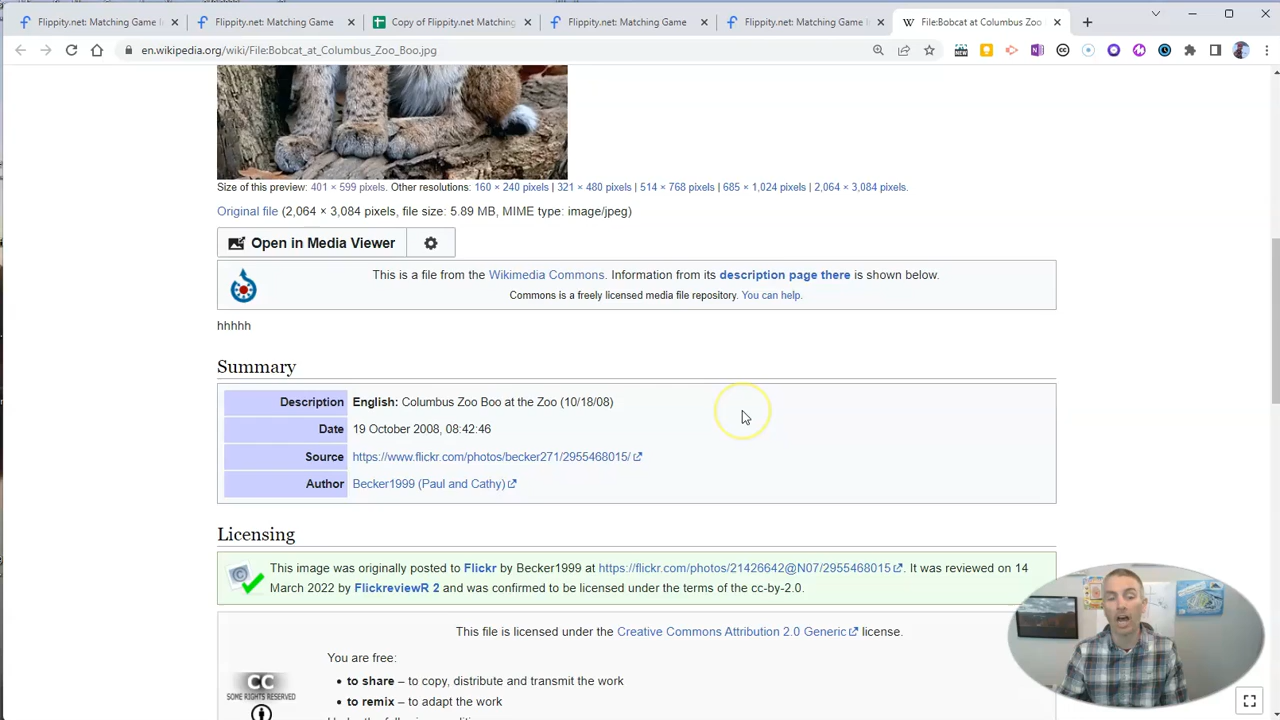 Flippity.net: Matching Game
Flippity.net: Matching Game
Copy of Flippity.net Matching
Flippity.net: Matching Game
Flippity.net: Matching Game
File:Bobcat at Columbus Zoo
en.wikipedia.org/wiki/File:Bobcat_at_Columbus_Zoo_Boo.jpg
Size of this preview: 401 × 599 pixels. Other resolutions: 160 × 240 pixels | 321 × 480 pixels | 514 × 768 pixels | 685 × 1,024 pixels | 2,064 × 3,084 pixels.
Original file (2,064 × 3,084 pixels, file size: 5.89 MB, MIME type: image/jpeg)
Open in Media Viewer
This is a file from the Wikimedia Commons. Information from its description page there is shown below.
Commons is a freely licensed media file repository. You can help.
hhhhh
Summary
Description English: Columbus Zoo Boo at the Zoo (10/18/08)
Date 19 October 2008, 08:42:46
Source https://www.flickr.com/photos/becker271/2955468015/
Author Becker1999 (Paul and Cathy)
Licensing
This image was originally posted to Flickr by Becker1999 at https://flickr.com/photos/21426642@N07/2955468015. It was reviewed on 14
March 2022 by FlickreviewR 2 and was confirmed to be licensed under the terms of the cc-by-2.0.
This file is licensed under the Creative Commons Attribution 2.0 Generic license.
You are free:
CC
SOME RIGHTS RESERVED
• to share – to copy, distribute and transmit the work
• to remix – to adapt the work